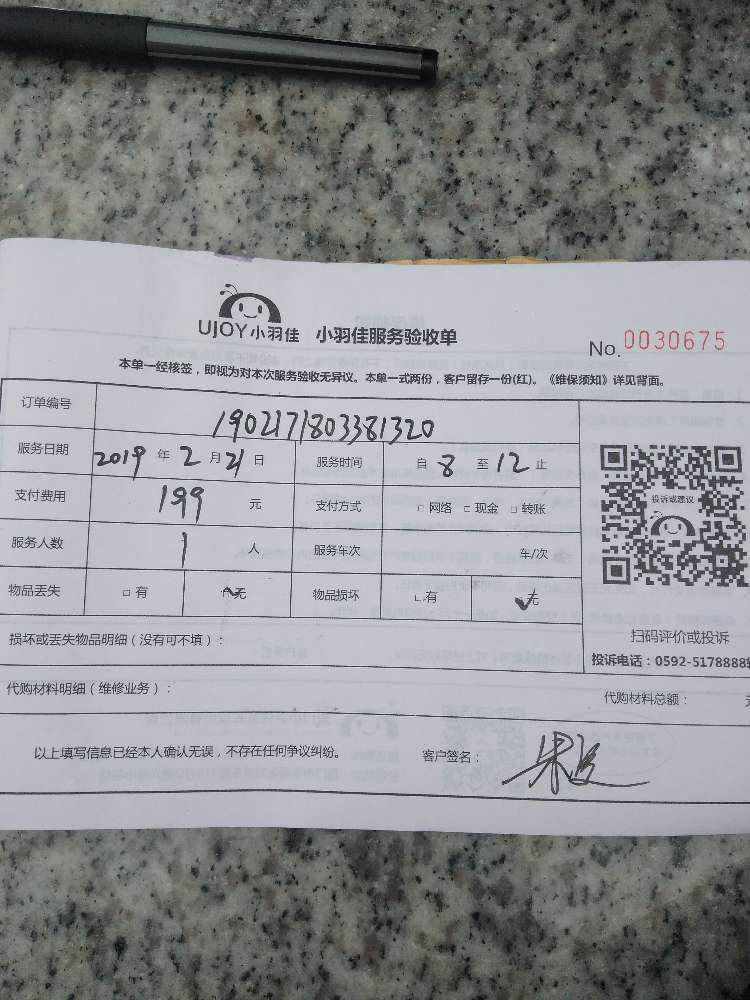 UJOY小羽佳 小羽佳服务验收单
No. 0030675
本单一经核签，即视为对本次服务验收无异议。本单一式两份，客户留存一份(红)。《维保须知》详见背面。
订单编号 190217180338​1320
服务日期 2019 年 2 月 21 日 服务时间 自 8 至 12 止
支付费用 199 元 支付方式 □ 网络 □ 现金 □ 转账
服务人数 1 人 服务车次 车/次
物品丢失 □ 有 无 物品损坏 □ 有 无
投诉或建议
扫码评价或投诉
投诉电话：0592-5178888
损坏或丢失物品明细（没有可不填）：
代购材料明细（维修业务）： 代购材料总额：
以上填写信息已经本人确认无误，不存在任何争议纠纷。 客户签名：